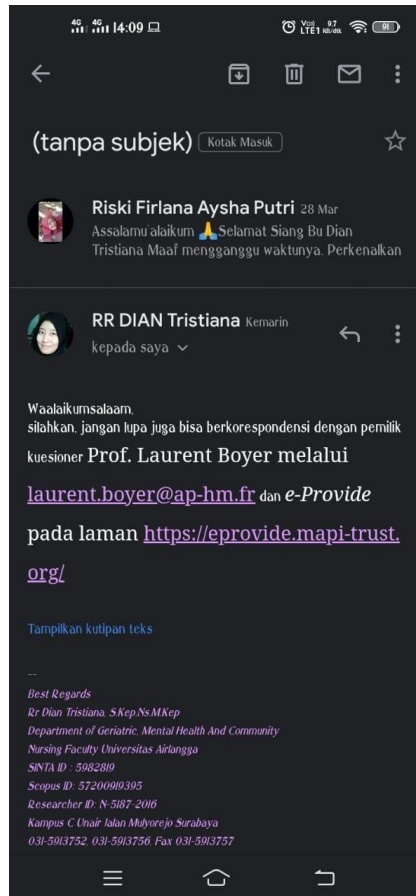 4G 4G 14:09
Vo)) LTE1 9.7 KB/dtk 91
(tanpa subjek) Kotak Masuk
Riski Firlana Aysha Putri 28 Mar
Assalamu'alaikum 🙏Selamat Siang Bu Dian
Tristiana Maaf mengganggu waktunya. Perkenalkan
RR DIAN Tristiana Kemarin
kepada saya
Waalaikumsalaam,
silahkan, jangan lupa juga bisa berkorespondensi dengan pemilik
kuesioner Prof. Laurent Boyer melalui
laurent.boyer@ap-hm.fr dan e-Provide
pada laman https://eprovide.mapi-trust.
org/
Tampilkan kutipan teks
--
Best Regards
Rr Dian Tristiana, S.Kep.Ns.M.Kep
Department of Geriatric, Mental Health And Community
Nursing Faculty Universitas Airlangga
SINTA ID : 5982819
Scopus ID: 57200919395
Researcher ID: N-5187-2016
Kampus C Unair Jalan Mulyorejo Surabaya
031-5913752, 031-5913756, Fax 031-5913757